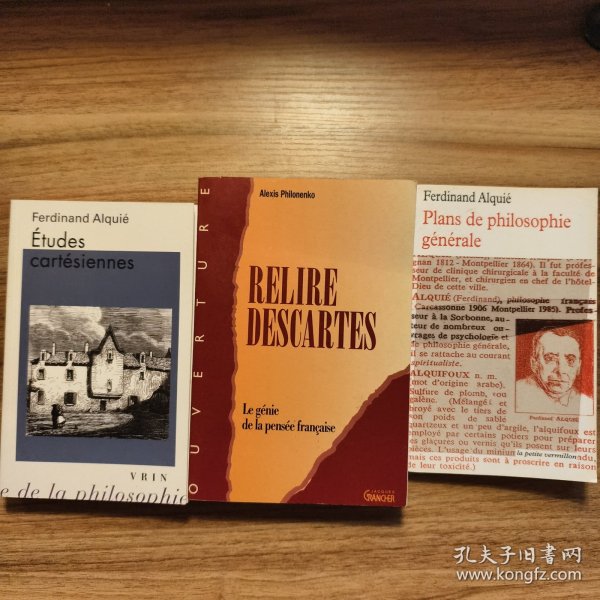 Ferdinand Alquié
Études
cartésiennes
VRIN
e de la philosophie
OUVERTURE
Alexis Philonenko
RELIRE
DESCARTES
Le génie
de la pensée française
JACQUES
GRANCHER
Ferdinand Alquié
Plans de philosophie
générale
gnan 1812 - Montpellier 1864). Il fut profes-
seur de clinique chirurgicale à la faculté de
Montpellier, et chirurgien en chef de l'hôtel-
Dieu de cette ville.
ALQUIÉ (Ferdinand), philosophe français
Carcassonne 1906 Montpellier 1985). Profes-
seur à la Sorbonne, au-
teur de nombreux ou-
vrages de psychologie et
de philosophie générale,
il se rattache au courant
spiritualiste.
ALQUIFOUX n. m.
(mot d'origine arabe).
Sulfure de plomb, ou
galène. (Mélangé et
broyé avec le tiers de
son poids de sable
quartzeux et un peu d'argile, l'alquifoux est
employé par certains potiers pour préparer
des glaçures ou vernis qu'ils posent sur leurs
pièces. L'usage du minium
mais ces produits sont à proscrire en raison
de leur toxicité.)
Ferdinand ALQUIÉ
la petite vermillon
孔夫子旧书网
www.kongfz.com